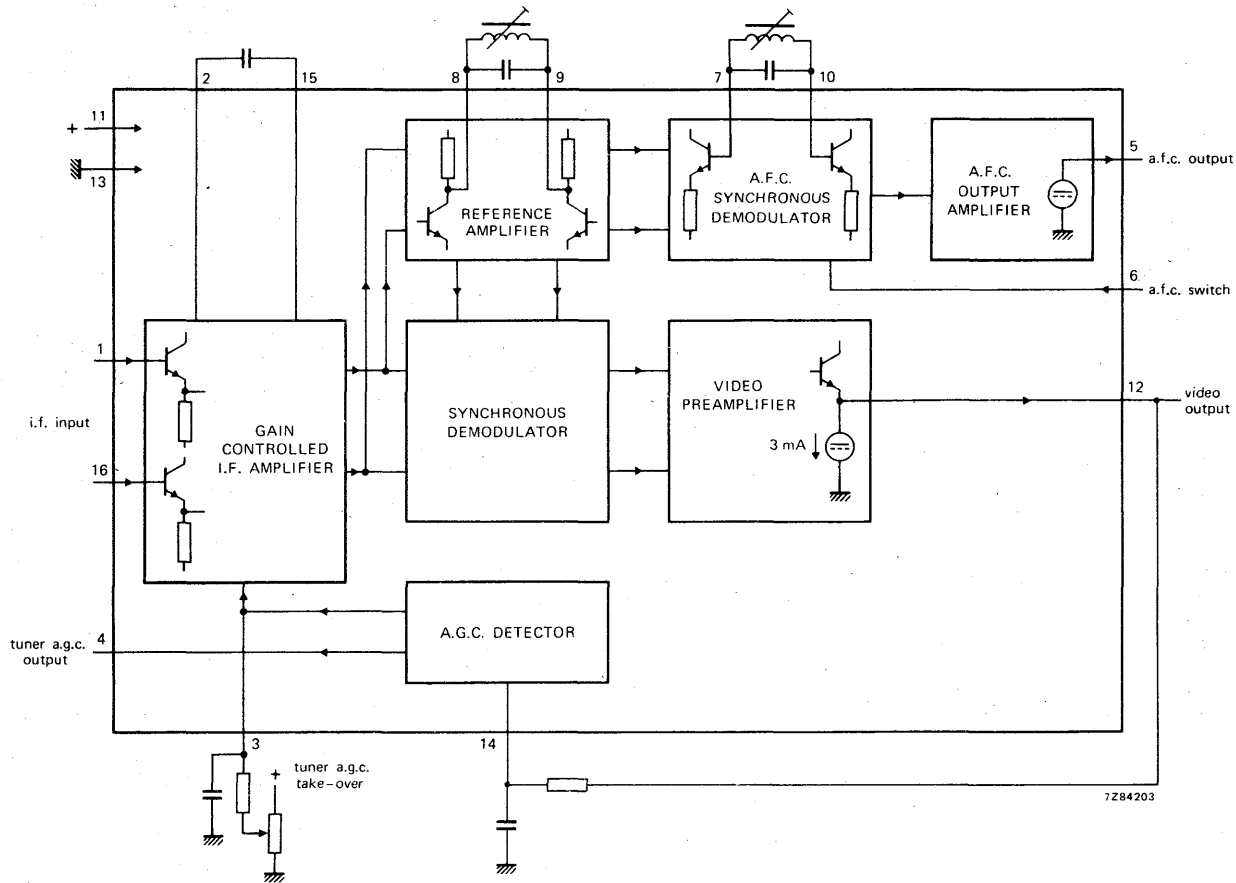 2
15
8
9
7
10
11
+
13
REFERENCE
AMPLIFIER
A.F.C.
SYNCHRONOUS
DEMODULATOR
A.F.C.
OUTPUT
AMPLIFIER
5
a.f.c. output
6
a.f.c. switch
1
i.f. input
16
GAIN
CONTROLLED
I.F. AMPLIFIER
SYNCHRONOUS
DEMODULATOR
VIDEO
PREAMPLIFIER
3 mA
12
video
output
tuner a.g.c.
output
4
A.G.C. DETECTOR
3
14
+
tuner a.g.c.
take-over
7Z84203